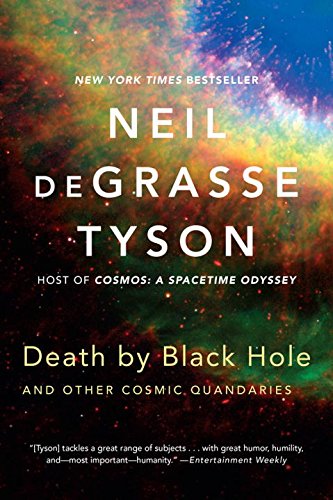 NEW YORK TIMES BESTSELLER
NEIL
DEGRASSE
TYSON
HOST OF COSMOS: A SPACETIME ODYSSEY
Death by Black Hole
AND OTHER COSMIC QUANDARIES
“[Tyson] tackles a great range of subjects . . . with great humor, humility,
and—most important—humanity.” —Entertainment Weekly